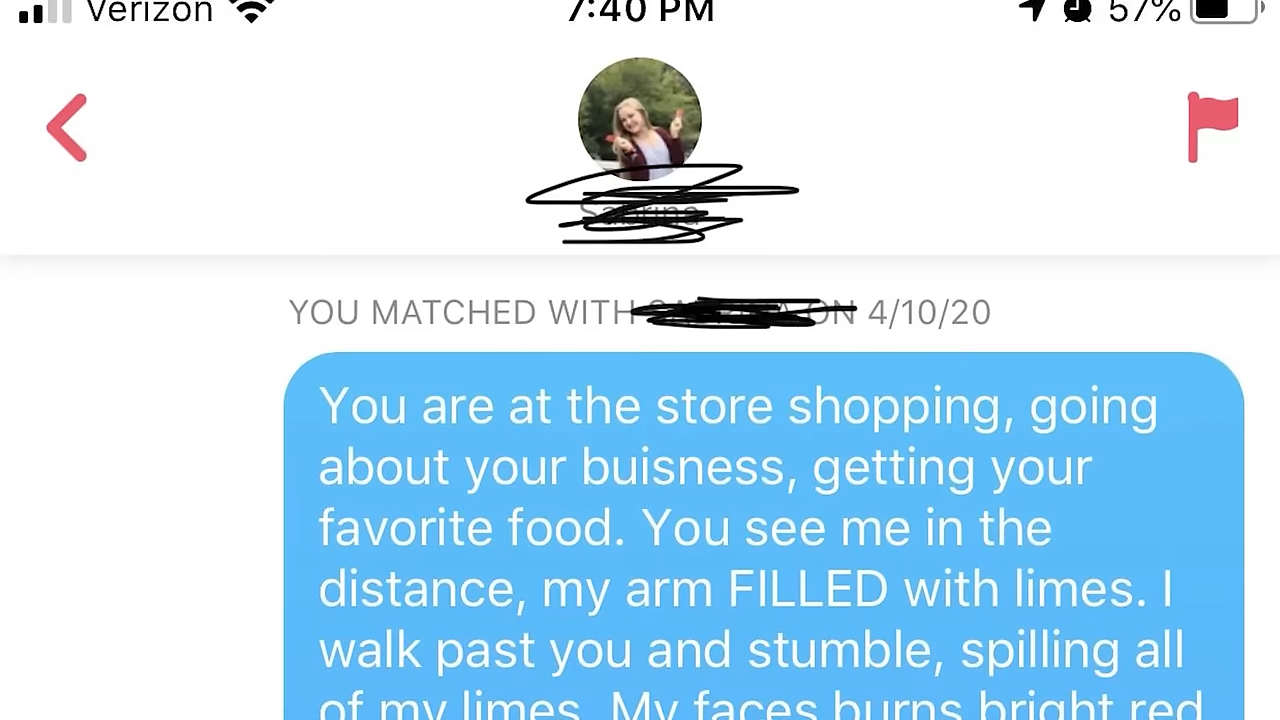 Verizon 7:40 PM 57%
YOU MATCHED WITH ON 4/10/20
You are at the store shopping, going
about your buisness, getting your
favorite food. You see me in the
distance, my arm FILLED with limes. I
walk past you and stumble, spilling all
of my limes. My faces burns bright red